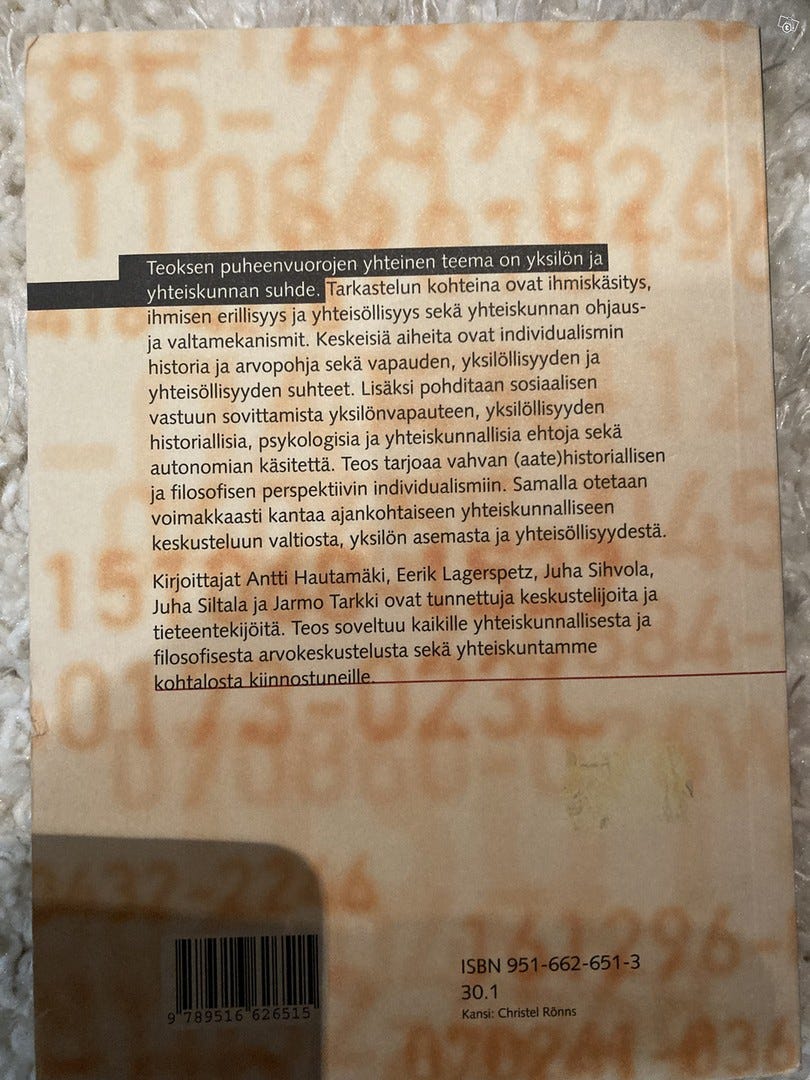 85-7895
Teoksen puheenvuorojen yhteinen teema on yksilön ja
yhteiskunnan suhde. Tarkastelun kohteina ovat ihmiskäsitys,
ihmisen erillisyys ja yhteisöllisyys sekä yhteiskunnan ohjaus-
ja valtamekanismit. Keskeisiä aiheita ovat individualismin
historia ja arvopohja sekä vapauden, yksilöllisyyden ja
yhteisöllisyyden suhteet. Lisäksi pohditaan sosiaalisen
vastuun sovittamista yksilönvapauteen, yksilöllisyyden
historiallisia, psykologisia ja yhteiskunnallisia ehtoja sekä
autonomian käsitettä. Teos tarjoaa vahvan (aate)historiallisen
ja filosofisen perspektiivin individualismiin. Samalla otetaan
voimakkaasti kantaa ajankohtaiseen yhteiskunnalliseen
keskusteluun valtiosta, yksilön asemasta ja yhteisöllisyydestä.
Kirjoittajat Antti Hautamäki, Eerik Lagerspetz, Juha Sihvola,
Juha Siltala ja Jarmo Tarkki ovat tunnettuja keskustelijoita ja
tieteentekijöitä. Teos soveltuu kaikille yhteiskunnallisesta ja
filosofisesta arvokeskustelusta sekä yhteiskuntamme
kohtalosta kiinnostuneille.
161296-
ISBN 951-662-651-3
30.1
Kansi: Christel Rönns
9 789516 626515